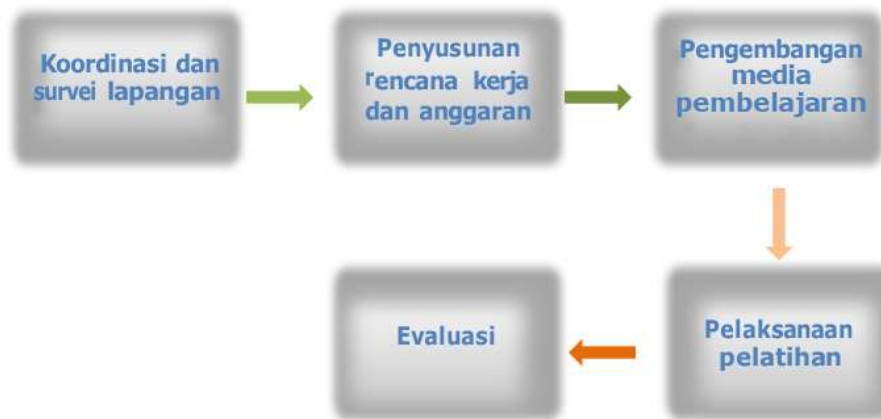 Koordinasi dan
survei lapangan
Penyusunan
rencana kerja
dan anggaran
Pengembangan
media
pembelajaran
Pelaksanaan
pelatihan
Evaluasi